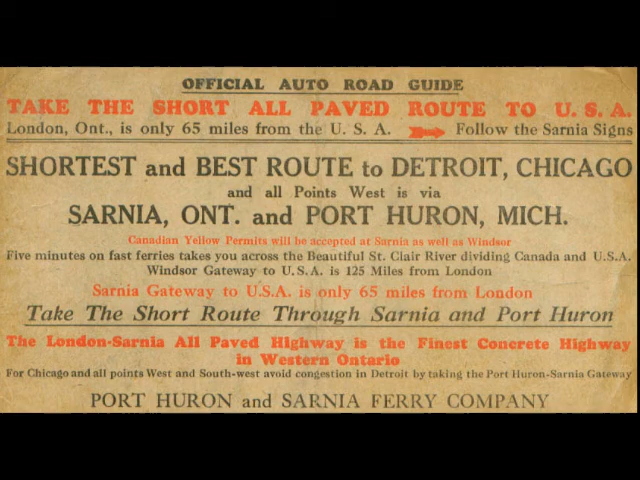 OFFICIAL AUTO ROAD GUIDE
TAKE THE SHORT ALL PAVED ROUTE TO U. S. A.
London, Ont., is only 65 miles from the U. S. A. Follow the Sarnia Signs
SHORTEST and BEST ROUTE to DETROIT, CHICAGO
and all Points West is via
SARNIA, ONT. and PORT HURON, MICH.
Canadian Yellow Permits will be accepted at Sarnia as well as Windsor
Five minutes on fast ferries takes you across the Beautiful St. Clair River dividing Canada and U.S.A.
Windsor Gateway to U.S.A. is 125 Miles from London
Sarnia Gateway to U.S.A. is only 65 miles from London
Take The Short Route Through Sarnia and Port Huron
The London-Sarnia All Paved Highway is the Finest Concrete Highway
in Western Ontario
For Chicago and all points West and South-west avoid congestion in Detroit by taking the Port Huron-Sarnia Gateway
PORT HURON and SARNIA FERRY COMPANY